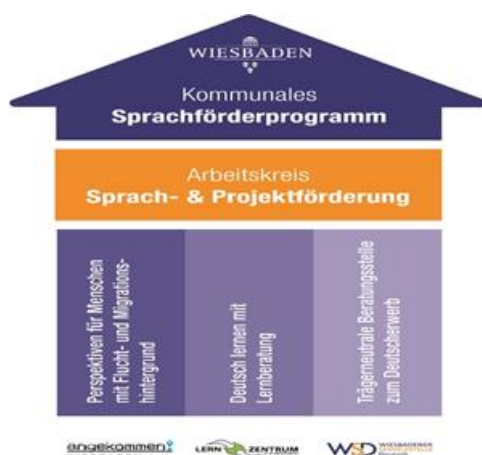 WIESBADEN
Kommunales
Sprachförderprogramm
Arbeitskreis
Sprach- & Projektförderung
Perspektiven für Menschen
mit Flucht- und Migrations-
hintergrund
Deutsch lernen mit
Lernberatung
Trägerneutrale Beratungsstelle
zum Deutscherwerb
angekommen!
LERN ZENTRUM
WSD WIESBADENER